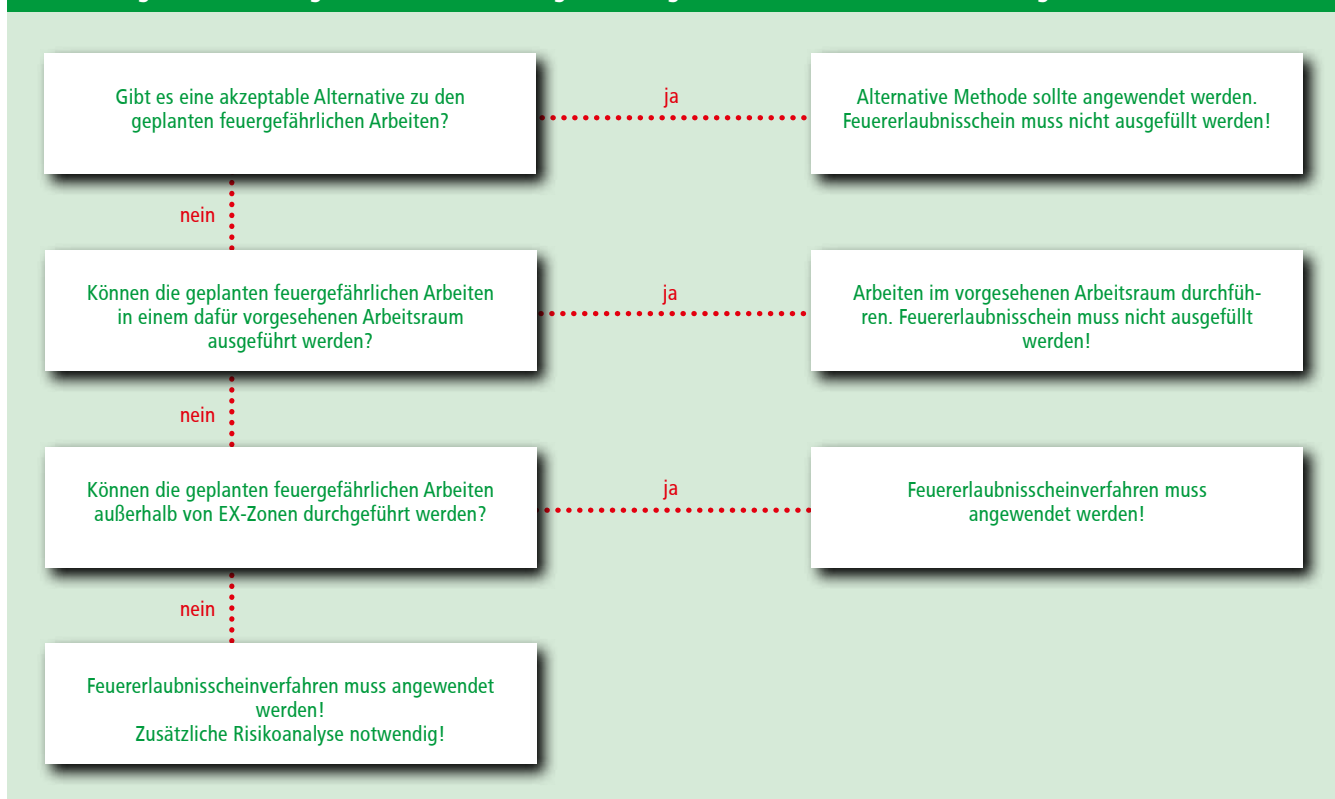 Gibt es eine akzeptable Alternative zu den
geplanten feuergefährlichen Arbeiten?
ja
Alternative Methode sollte angewendet werden.
Feuererlaubnisschein muss nicht ausgefüllt werden!
nein
Können die geplanten feuergefährlichen Arbeiten
in einem dafür vorgesehenen Arbeitsraum
ausgeführt werden?
ja
Arbeiten im vorgesehenen Arbeitsraum durchfüh-
ren. Feuererlaubnisschein muss nicht ausgefüllt
werden!
nein
Können die geplanten feuergefährlichen Arbeiten
außerhalb von EX-Zonen durchgeführt werden?
ja
Feuererlaubnisscheinverfahren muss
angewendet werden!
nein
Feuererlaubnisscheinverfahren muss angewendet
werden!
Zusätzliche Risikoanalyse notwendig!